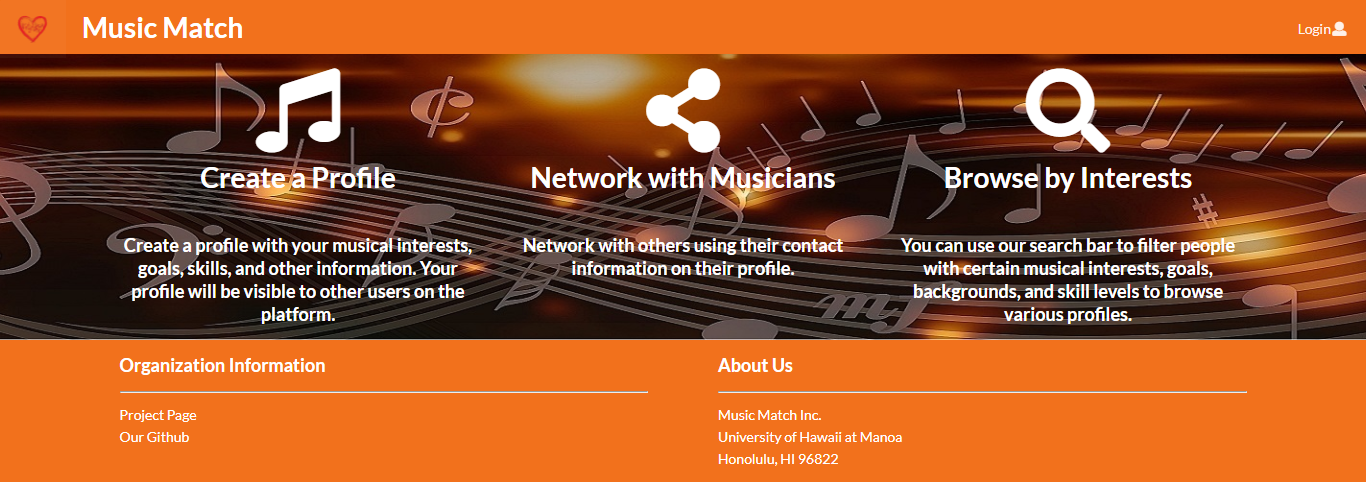 Music Match
Login
Create a Profile
Create a profile with your musical interests,
goals, skills, and other information. Your
profile will be visible to other users on the
platform.
Network with Musicians
Network with others using their contact
information on their profile.
Browse by Interests
You can use our search bar to filter people
with certain musical interests, goals,
backgrounds, and skill levels to browse
various profiles.
Organization Information
Project Page
Our Github
About Us
Music Match Inc.
University of Hawaii at Manoa
Honolulu, HI 96822